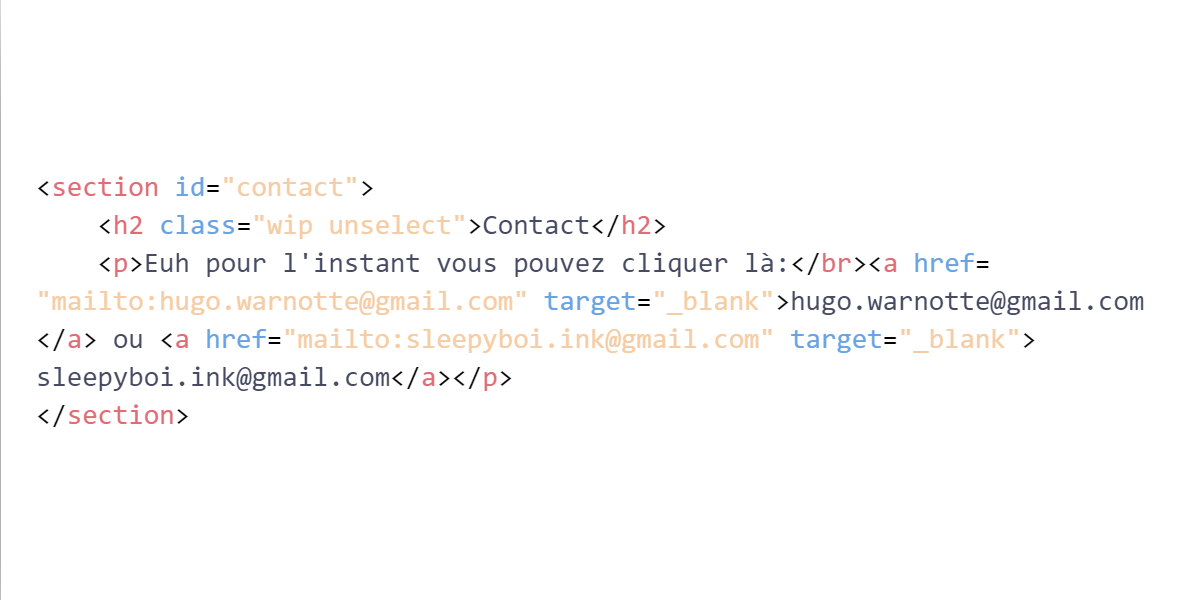 <section id="contact">
    <h2 class="wip unselect">Contact</h2>
    <p>Euh pour l'instant vous pouvez cliquer là:</br><a href=
"mailto:hugo.warnotte@gmail.com" target="_blank">hugo.warnotte@gmail.com
</a> ou <a href="mailto:sleepyboi.ink@gmail.com" target="_blank">
sleepyboi.ink@gmail.com</a></p>
</section>